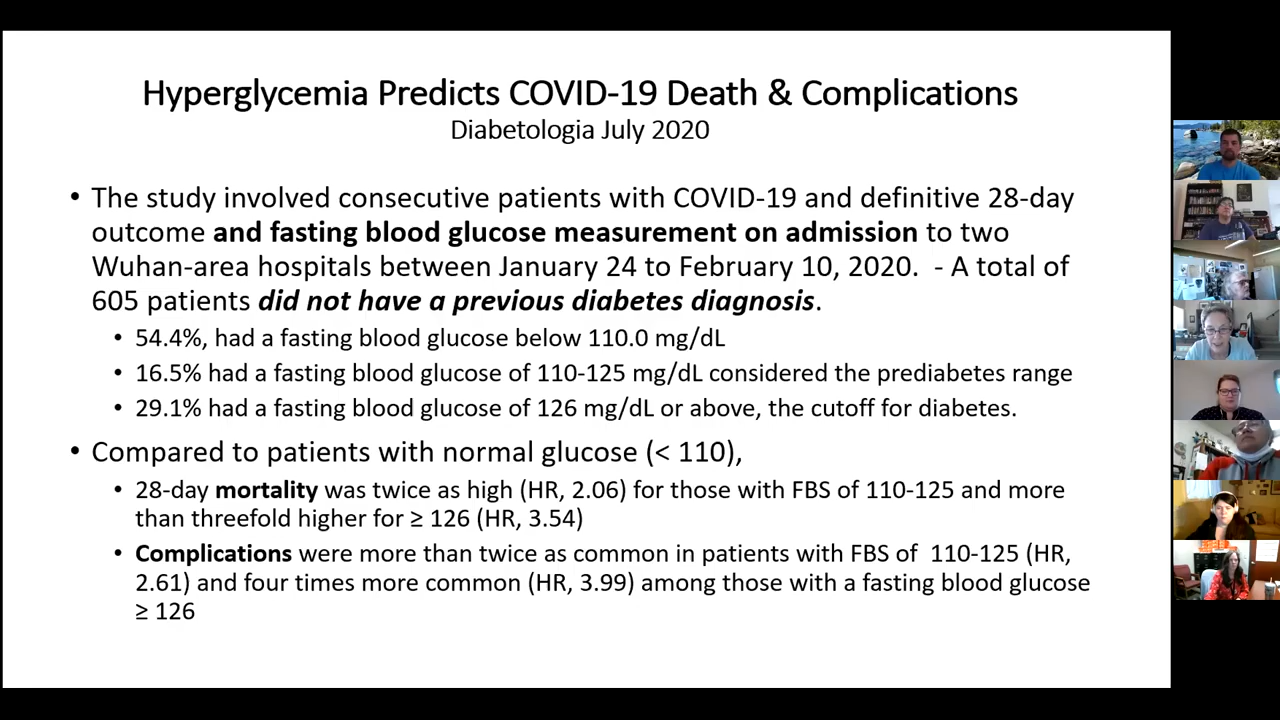 Hyperglycemia Predicts COVID-19 Death & Complications
Diabetologia July 2020
• The study involved consecutive patients with COVID-19 and definitive 28-day
outcome and fasting blood glucose measurement on admission to two
Wuhan-area hospitals between January 24 to February 10, 2020.  - A total of
605 patients did not have a previous diabetes diagnosis.
• 54.4%, had a fasting blood glucose below 110.0 mg/dL
• 16.5% had a fasting blood glucose of 110-125 mg/dL considered the prediabetes range
• 29.1% had a fasting blood glucose of 126 mg/dL or above, the cutoff for diabetes.
• Compared to patients with normal glucose (< 110),
• 28-day mortality was twice as high (HR, 2.06) for those with FBS of 110-125 and more
than threefold higher for ≥ 126 (HR, 3.54)
• Complications were more than twice as common in patients with FBS of  110-125 (HR,
2.61) and four times more common (HR, 3.99) among those with a fasting blood glucose
≥ 126